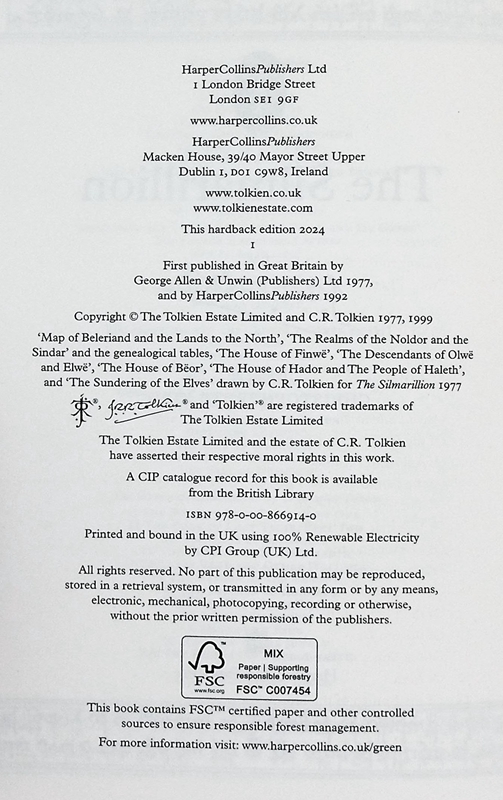 HarperCollinsPublishers Ltd
1 London Bridge Street
London SE1 9GF
www.harpercollins.co.uk
HarperCollinsPublishers
Macken House, 39/40 Mayor Street Upper
Dublin 1, D01 C9W8, Ireland
www.tolkien.co.uk
www.tolkienestate.com
This hardback edition 2024
1
First published in Great Britain by
George Allen & Unwin (Publishers) Ltd 1977,
and by HarperCollinsPublishers 1992
Copyright © The Tolkien Estate Limited and C.R. Tolkien 1977, 1999
‘Map of Beleriand and the Lands to the North’, ‘The Realms of the Noldor and the
Sindar’ and the genealogical tables, ‘The House of Finwë’, ‘The Descendants of Olwë
and Elwë’, ‘The House of Bëor’, ‘The House of Hador and The People of Haleth’,
and ‘The Sundering of the Elves’ drawn by C.R. Tolkien for The Silmarillion 1977
®, J.R.R. Tolkien ® and ‘Tolkien’® are registered trademarks of
The Tolkien Estate Limited
The Tolkien Estate Limited and the estate of C.R. Tolkien
have asserted their respective moral rights in this work.
A CIP catalogue record for this book is available
from the British Library
ISBN 978-0-00-866914-0
Printed and bound in the UK using 100% Renewable Electricity
by CPI Group (UK) Ltd.
All rights reserved. No part of this publication may be reproduced,
stored in a retrieval system, or transmitted in any form or by any means,
electronic, mechanical, photocopying, recording or otherwise,
without the prior written permission of the publishers.
FSC
www.fsc.org
MIX
Paper | Supporting
responsible forestry
FSC™ C007454
This book contains FSC™ certified paper and other controlled
sources to ensure responsible forest management.
For more information visit: www.harpercollins.co.uk/green